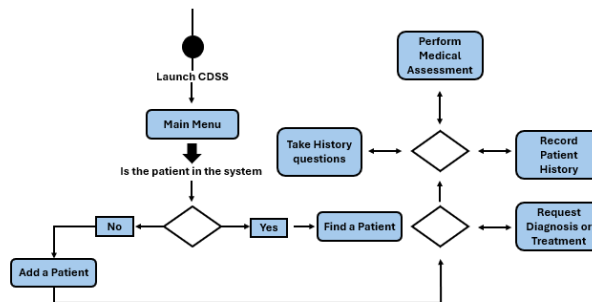 Launch CDSS
Main Menu
Is the patient in the system
No
Yes
Find a Patient
Add a Patient
Perform
Medical
Assessment
Take History
questions
Record
Patient
History
Request
Diagnosis or
Treatment